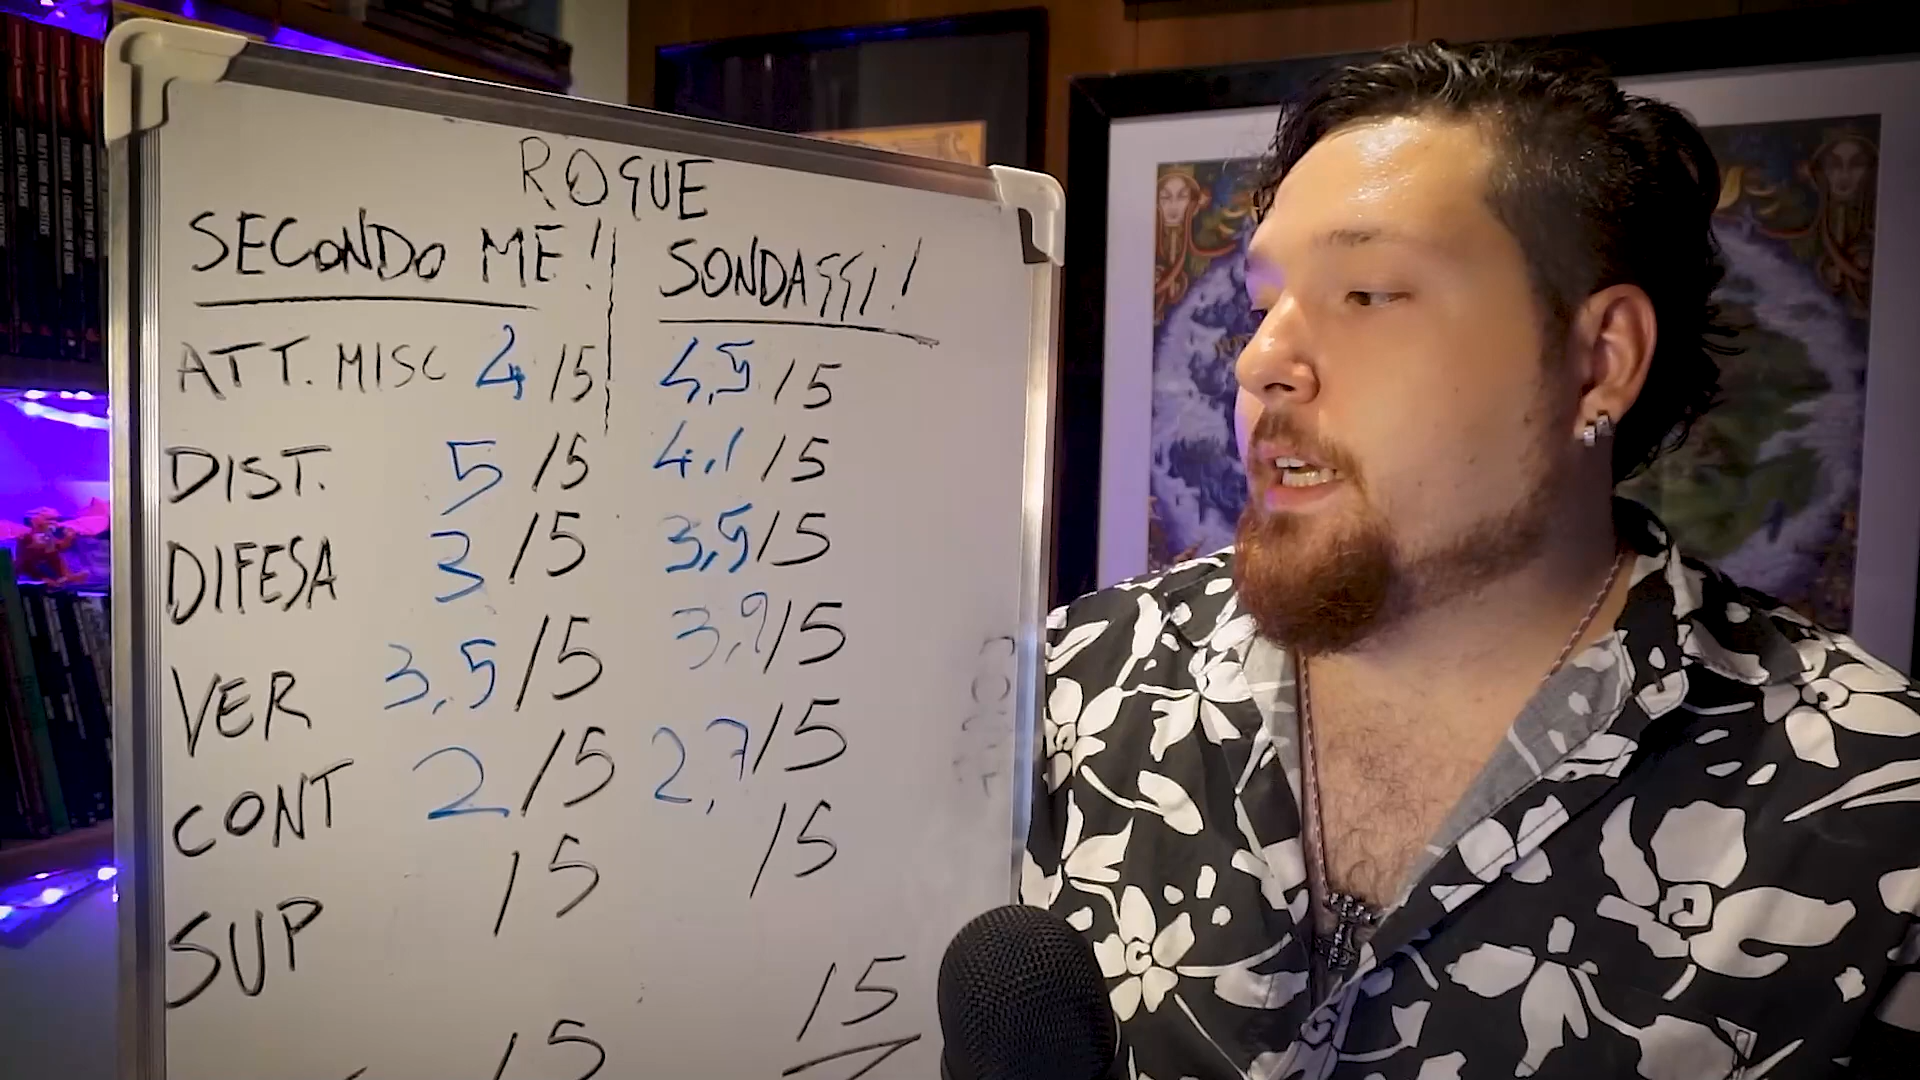 ROGUE
SECONDO ME! SONDAGGI!
ATT. MISC 4 /5 4,5 /5
DIST. 5 /5 4,1 /5
DIFESA 3 /5 3,5 /5
VER 3,5 /5 3,9 /5
CONT 2 /5 2,7 /5
SUP /5 /5
/5 /5